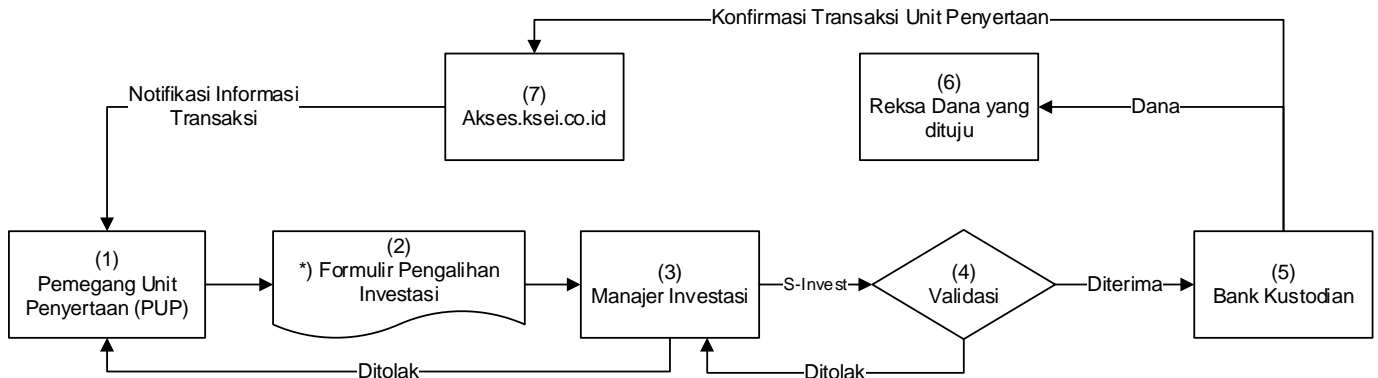 Konfirmasi Transaksi Unit Penyertaan
(7)
Akses.ksei.co.id
(6)
Reksa Dana yang
dituju
Notifikasi Informasi
Transaksi
Dana
(1)
Pemegang Unit
Penyertaan (PUP)
(2)
*) Formulir Pengalihan
Investasi
(3)
Manajer Investasi
S-Invest
(4)
Validasi
Diterima
(5)
Bank Kustodian
Ditolak
Ditolak